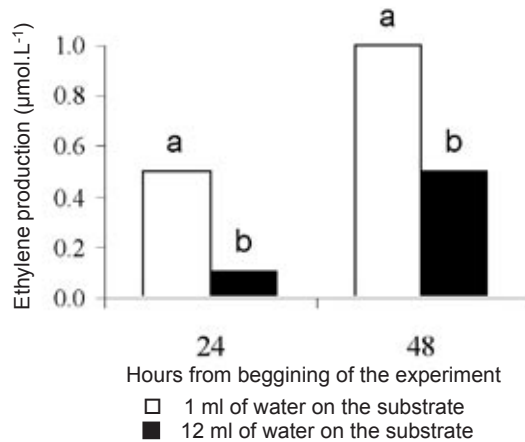 Ethylene production (µmol.L-1)
1.0
0.8
0.6
0.4
0.2
0.0
a
b
a
b
24
48
Hours from beggining of the experiment
1 ml of water on the substrate
12 ml of water on the substrate